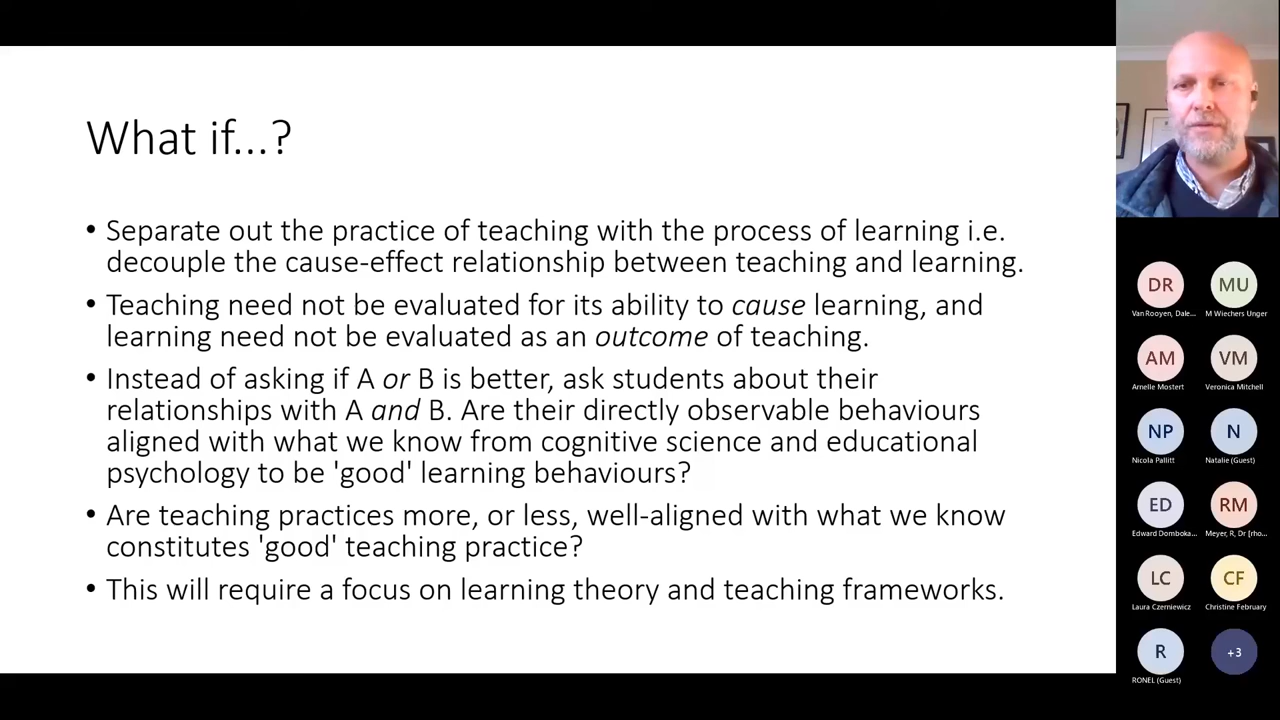 What if...?
• Separate out the practice of teaching with the process of learning i.e.
decouple the cause-effect relationship between teaching and learning.
• Teaching need not be evaluated for its ability to cause learning, and
learning need not be evaluated as an outcome of teaching.
• Instead of asking if A or B is better, ask students about their
relationships with A and B. Are their directly observable behaviours
aligned with what we know from cognitive science and educational
psychology to be 'good' learning behaviours?
• Are teaching practices more, or less, well-aligned with what we know
constitutes 'good' teaching practice?
• This will require a focus on learning theory and teaching frameworks.
DR
MU
Van Rooyen, Dale...
M Wiechers Unger
AM
VM
Arnelle Mostert
Veronica Mitchell
NP
N
Nicola Pallitt
Natalie (Guest)
ED
RM
Edward Domboka...
Meyer, R, Dr [rho...
LC
CF
Laura Czerniewicz
Christine February
R
+3
RONEL (Guest)